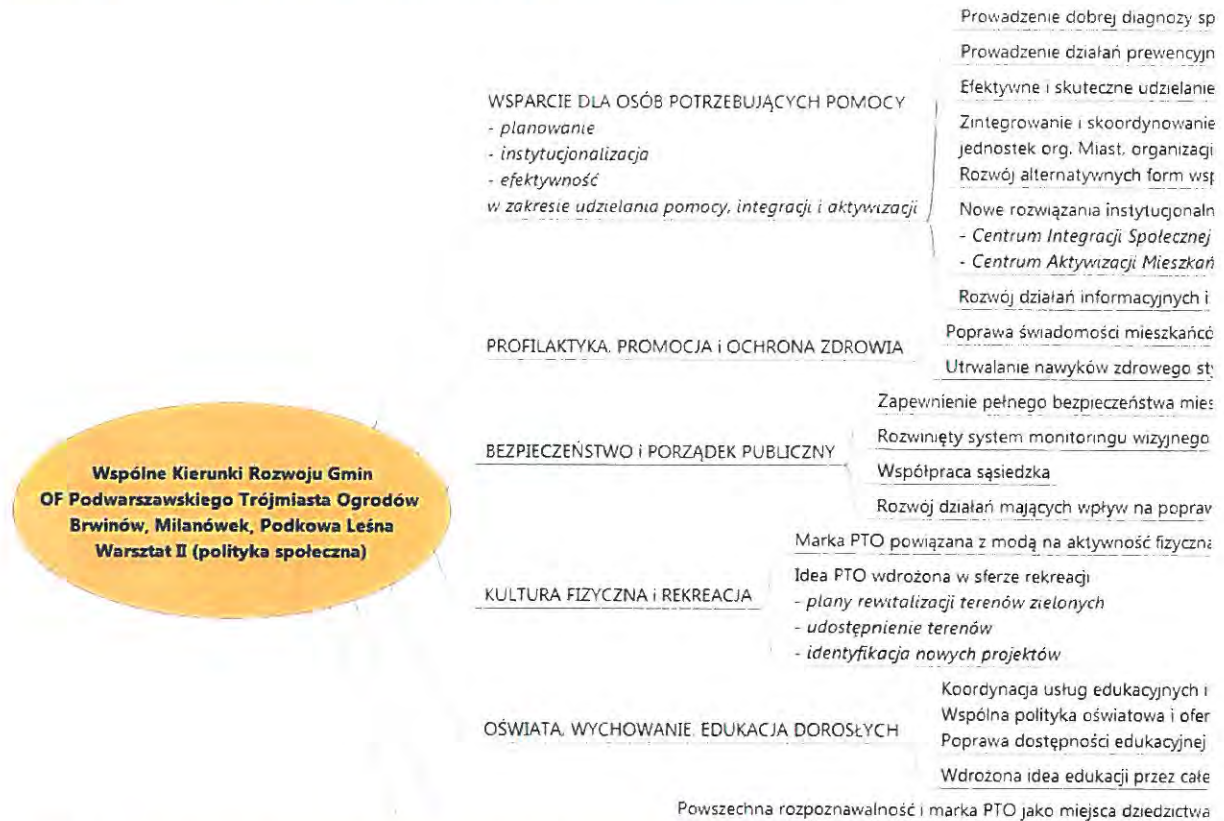 Wspólne Kierunki Rozwoju Gmin
OF Podwarszawskiego Trójmiasta Ogrodów
Brwinów, Milanówek, Podkowa Leśna
Warsztat II (polityka społeczna)
WSPARCIE DLA OSÓB POTRZEBUJĄCYCH POMOCY
- planowanie
- instytucjonalizacja
- efektywność
w zakresie udzielania pomocy, integracji i aktywizacji
Prowadzenie dobrej diagnozy sp
Prowadzenie działań prewencyjn
Efektywne i skuteczne udzielanie
Zintegrowanie i skoordynowanie
jednostek org. Miast, organizacji
Rozwój alternatywnych form wsp
Nowe rozwiązania instytucjonaln
- Centrum Integracji Społecznej
- Centrum Aktywizacji Mieszkań
Rozwój działań informacyjnych i
PROFILAKTYKA, PROMOCJA i OCHRONA ZDROWIA
Poprawa świadomości mieszkańcó
Utrwalanie nawyków zdrowego sty
BEZPIECZEŃSTWO i PORZĄDEK PUBLICZNY
Zapewnienie pełnego bezpieczeństwa mies
Rozwinięty system monitoringu wizyjnego
Współpraca sąsiedzka
Rozwój działań mających wpływ na popraw
KULTURA FIZYCZNA i REKREACJA
Marka PTO powiązana z modą na aktywność fizyczną
Idea PTO wdrożona w sferze rekreacji
- plany rewitalizacji terenów zielonych
- udostępnienie terenów
- identyfikacja nowych projektów
OŚWIATA, WYCHOWANIE, EDUKACJA DOROSŁYCH
Koordynacja usług edukacyjnych i
Wspólna polityka oświatowa i ofer
Poprawa dostępności edukacyjnej
Wdrożona idea edukacji przez całe
Powszechna rozpoznawalność i marka PTO jako miejsca dziedzictwa